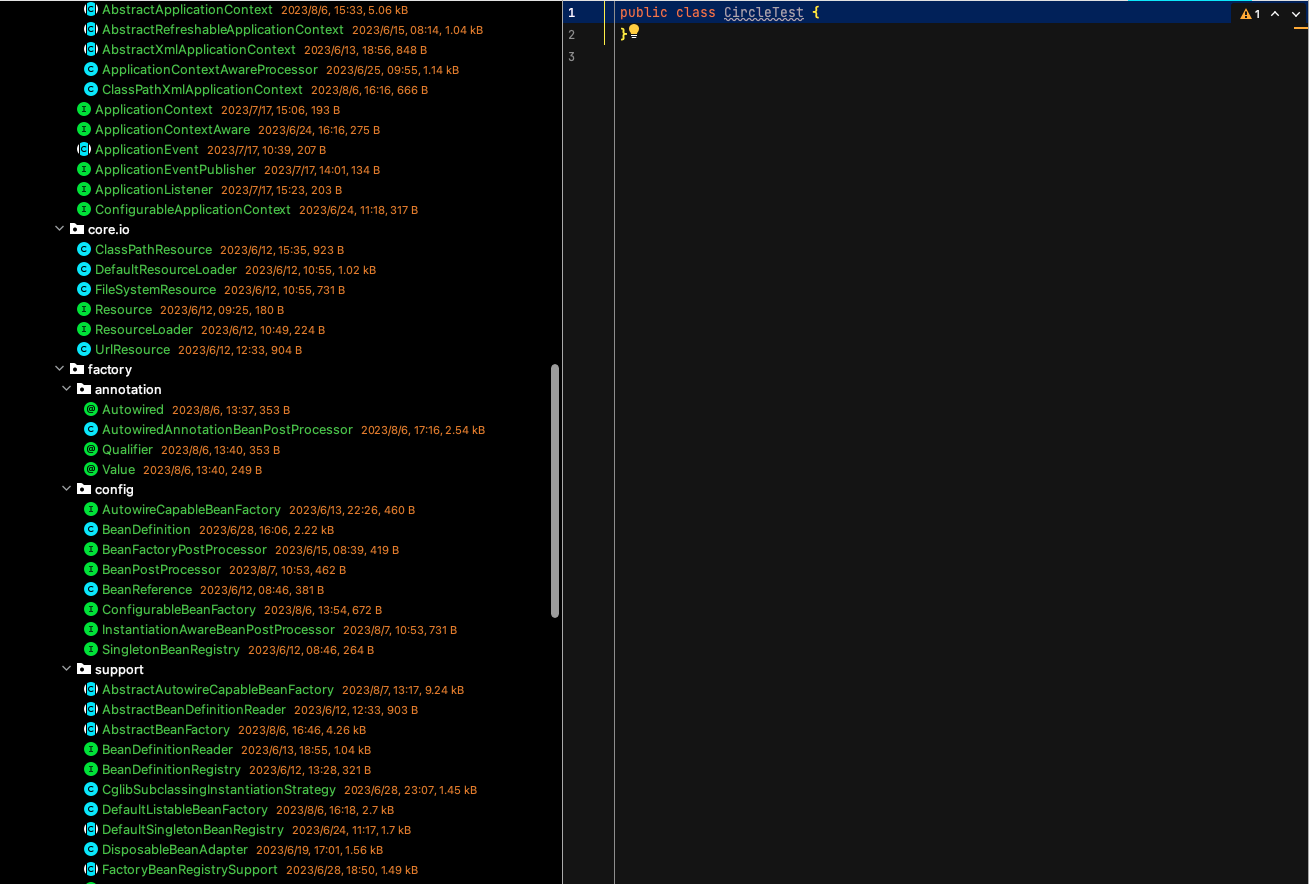 AbstractApplicationContext 2023/8/6, 15:33, 5.06 kB
AbstractRefreshableApplicationContext 2023/6/15, 08:14, 1.04 kB
AbstractXmlApplicationContext 2023/6/13, 18:56, 848 B
ApplicationContextAwareProcessor 2023/6/25, 09:55, 1.14 kB
ClassPathXmlApplicationContext 2023/8/6, 16:16, 666 B
ApplicationContext 2023/7/17, 15:06, 193 B
ApplicationContextAware 2023/6/24, 16:16, 275 B
ApplicationEvent 2023/7/17, 10:39, 207 B
ApplicationEventPublisher 2023/7/17, 14:01, 134 B
ApplicationListener 2023/7/17, 15:23, 203 B
ConfigurableApplicationContext 2023/6/24, 11:18, 317 B
core.io
ClassPathResource 2023/6/12, 15:35, 923 B
DefaultResourceLoader 2023/6/12, 10:55, 1.02 kB
FileSystemResource 2023/6/12, 10:55, 731 B
Resource 2023/6/12, 09:25, 180 B
ResourceLoader 2023/6/12, 10:49, 224 B
UrlResource 2023/6/12, 12:33, 904 B
factory
annotation
Autowired 2023/8/6, 13:37, 353 B
AutowiredAnnotationBeanPostProcessor 2023/8/6, 17:16, 2.54 kB
Qualifier 2023/8/6, 13:40, 353 B
Value 2023/8/6, 13:40, 249 B
config
AutowireCapableBeanFactory 2023/6/13, 22:26, 460 B
BeanDefinition 2023/6/28, 16:06, 2.22 kB
BeanFactoryPostProcessor 2023/6/15, 08:39, 419 B
BeanPostProcessor 2023/8/7, 10:53, 462 B
BeanReference 2023/6/12, 08:46, 381 B
ConfigurableBeanFactory 2023/8/6, 13:54, 672 B
InstantiationAwareBeanPostProcessor 2023/8/7, 10:53, 731 B
SingletonBeanRegistry 2023/6/12, 08:46, 264 B
support
AbstractAutowireCapableBeanFactory 2023/8/7, 13:17, 9.24 kB
AbstractBeanDefinitionReader 2023/6/12, 12:33, 903 B
AbstractBeanFactory 2023/8/6, 16:46, 4.26 kB
BeanDefinitionReader 2023/6/13, 18:55, 1.04 kB
BeanDefinitionRegistry 2023/6/12, 13:28, 321 B
CglibSubclassingInstantiationStrategy 2023/6/28, 23:07, 1.45 kB
DefaultListableBeanFactory 2023/8/6, 16:18, 2.7 kB
DefaultSingletonBeanRegistry 2023/6/24, 11:17, 1.7 kB
DisposableBeanAdapter 2023/6/19, 17:01, 1.56 kB
FactoryBeanRegistrySupport 2023/6/28, 18:50, 1.49 kB
1 public class CircleTest { 1
2 }
3